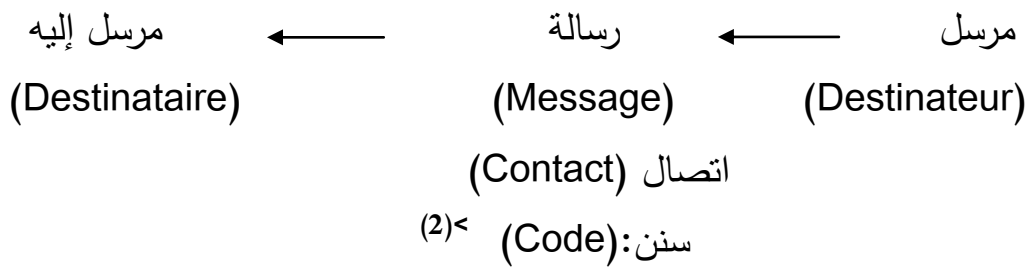 مرسل ← رسالة ← مرسل إليه
(Destinateur) (Message) (Destinataire)
اتصال (Contact)
سنن:(Code) >(2)